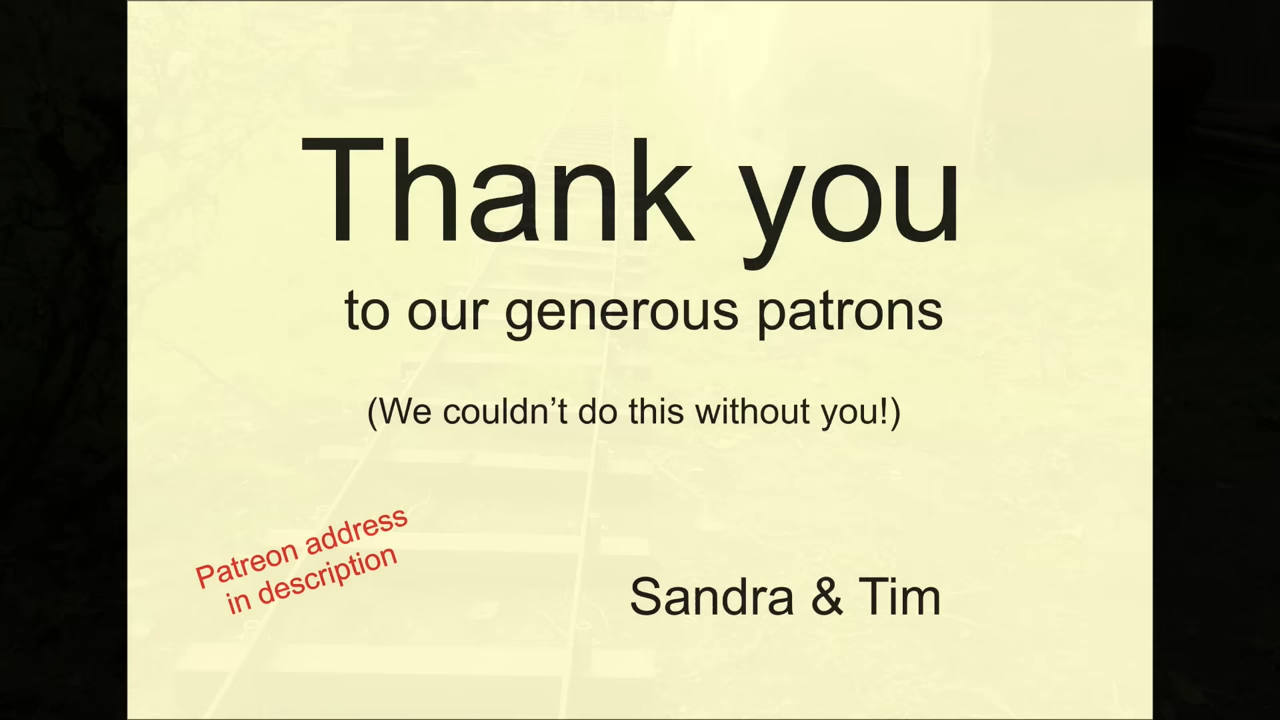 Thank you
to our generous patrons
(We couldn’t do this without you!)
Patreon address
in description
Sandra & Tim